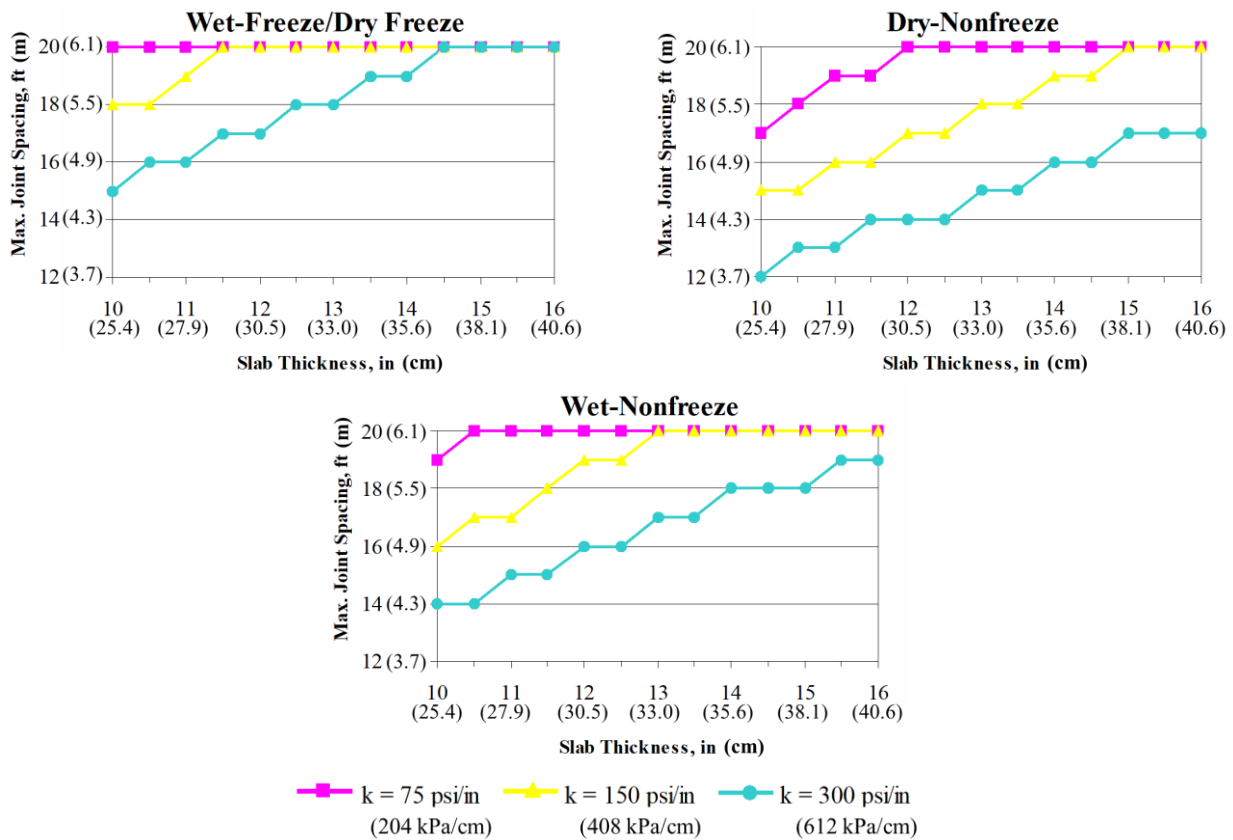 Wet-Freeze/Dry Freeze
Max. Joint Spacing, ft (m)
20 (6.1)
18 (5.5)
16 (4.9)
14 (4.3)
12 (3.7)
10 11 12 13 14 15 16
(25.4) (27.9) (30.5) (33.0) (35.6) (38.1) (40.6)
Slab Thickness, in (cm)
Dry-Nonfreeze
Max. Joint Spacing, ft (m)
20 (6.1)
18 (5.5)
16 (4.9)
14 (4.3)
12 (3.7)
10 11 12 13 14 15 16
(25.4) (27.9) (30.5) (33.0) (35.6) (38.1) (40.6)
Slab Thickness, in (cm)
Wet-Nonfreeze
Max. Joint Spacing, ft (m)
20 (6.1)
18 (5.5)
16 (4.9)
14 (4.3)
12 (3.7)
10 11 12 13 14 15 16
(25.4) (27.9) (30.5) (33.0) (35.6) (38.1) (40.6)
Slab Thickness, in (cm)
k = 75 psi/in k = 150 psi/in k = 300 psi/in
(204 kPa/cm) (408 kPa/cm) (612 kPa/cm)